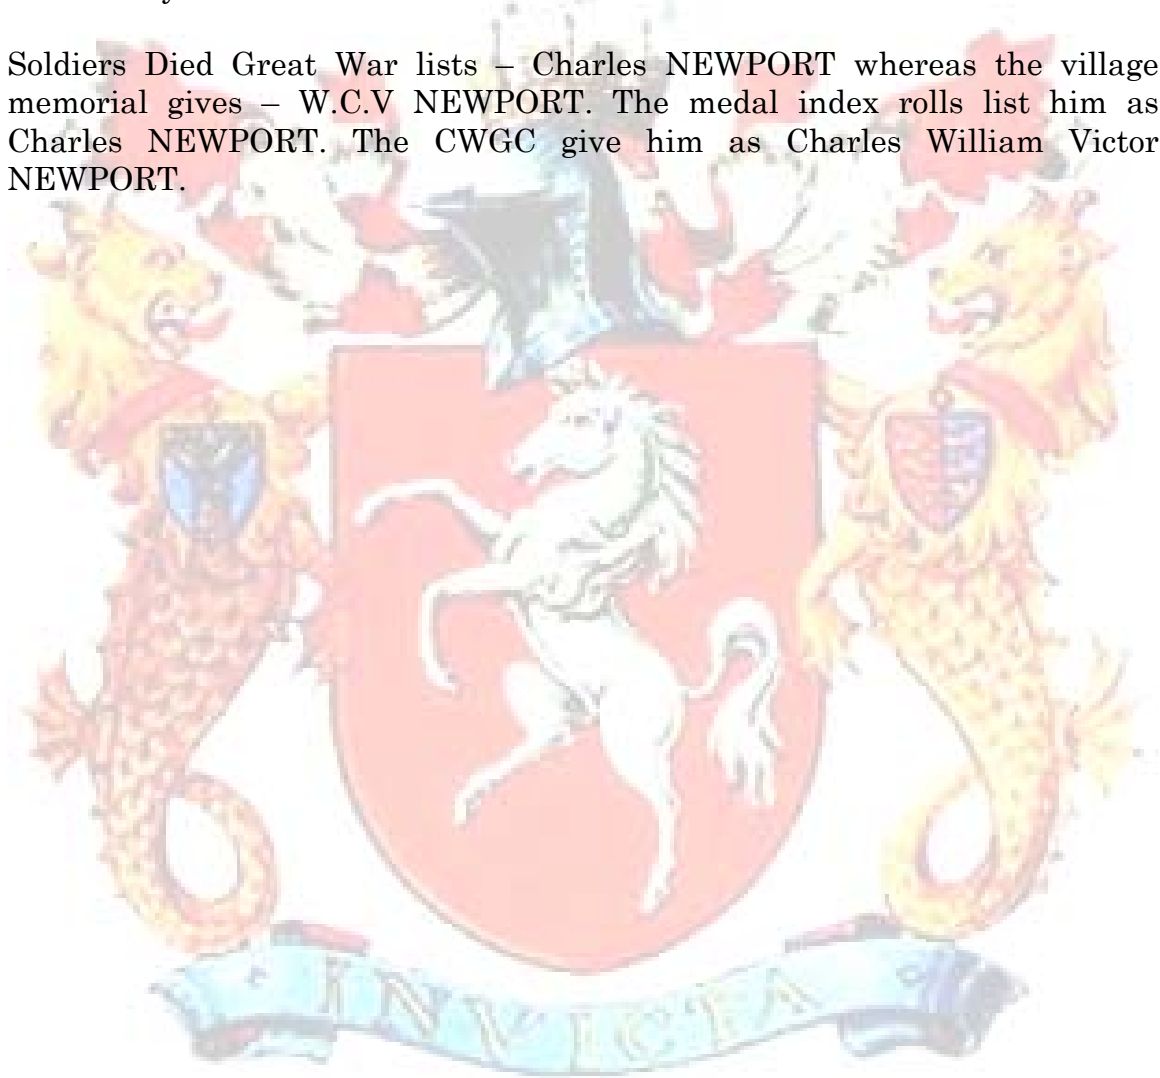 Soldiers Died Great War lists – Charles NEWPORT whereas the village
memorial gives – W.C.V NEWPORT. The medal index rolls list him as
Charles NEWPORT. The CWGC give him as Charles William Victor
NEWPORT.
INVICTA